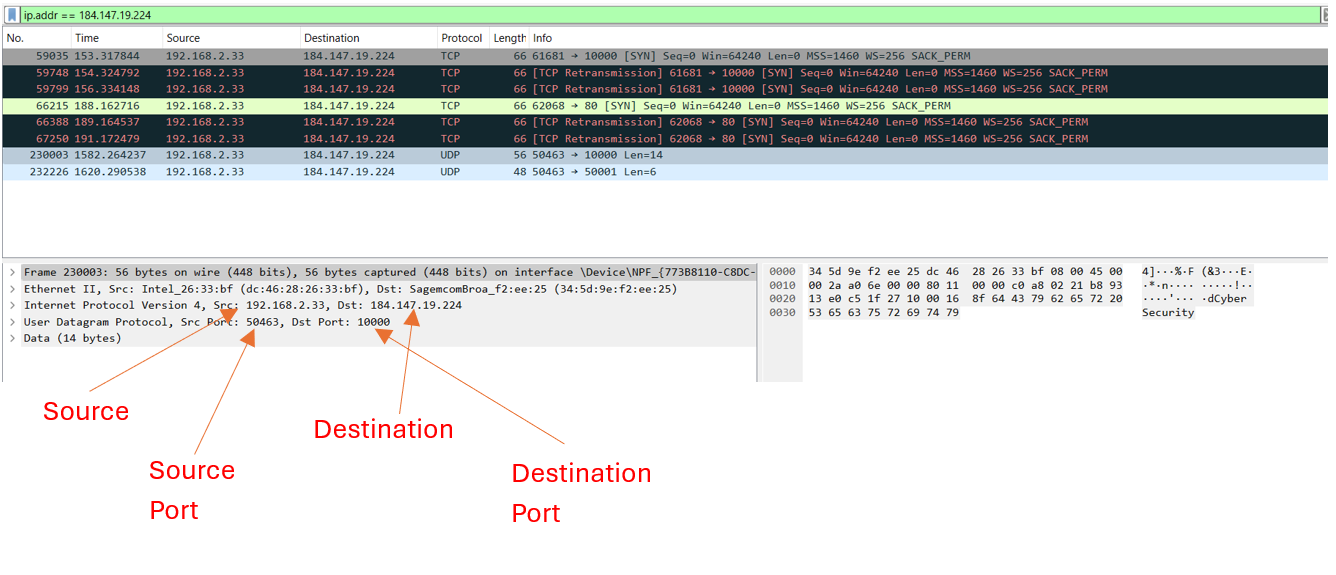 ip.addr == 184.147.19.224
No. Time Source Destination Protocol Length Info
59035 153.317844 192.168.2.33 184.147.19.224 TCP 66 61681 → 10000 [SYN] Seq=0 Win=64240 Len=0 MSS=1460 WS=256 SACK_PERM
59748 154.324792 192.168.2.33 184.147.19.224 TCP 66 [TCP Retransmission] 61681 → 10000 [SYN] Seq=0 Win=64240 Len=0 MSS=1460 WS=256 SACK_PERM
59799 156.334148 192.168.2.33 184.147.19.224 TCP 66 [TCP Retransmission] 61681 → 10000 [SYN] Seq=0 Win=64240 Len=0 MSS=1460 WS=256 SACK_PERM
66215 188.162716 192.168.2.33 184.147.19.224 TCP 66 62068 → 80 [SYN] Seq=0 Win=64240 Len=0 MSS=1460 WS=256 SACK_PERM
66388 189.164537 192.168.2.33 184.147.19.224 TCP 66 [TCP Retransmission] 62068 → 80 [SYN] Seq=0 Win=64240 Len=0 MSS=1460 WS=256 SACK_PERM
67250 191.172479 192.168.2.33 184.147.19.224 TCP 66 [TCP Retransmission] 62068 → 80 [SYN] Seq=0 Win=64240 Len=0 MSS=1460 WS=256 SACK_PERM
230003 1582.264237 192.168.2.33 184.147.19.224 UDP 56 50463 → 10000 Len=14
232226 1620.290538 192.168.2.33 184.147.19.224 UDP 48 50463 → 50001 Len=6
Frame 230003: 56 bytes on wire (448 bits), 56 bytes captured (448 bits) on interface \Device\NPF_{773B8110-C8DC-
Ethernet II, Src: Intel_26:33:bf (dc:46:28:26:33:bf), Dst: SagemcomBroa_f2:ee:25 (34:5d:9e:f2:ee:25)
Internet Protocol Version 4, Src: 192.168.2.33, Dst: 184.147.19.224
User Datagram Protocol, Src Port: 50463, Dst Port: 10000
Data (14 bytes)
0000 34 5d 9e f2 ee 25 dc 46 28 26 33 bf 08 00 45 00 4]···%·F (&3···E·
0010 00 2a a0 6e 00 00 80 11 00 00 c0 a8 02 21 b8 93 ·*·n···· ·····!··
0020 13 e0 c5 1f 27 10 00 16 8f 64 43 79 62 65 72 20 ····'··· ·dCyber
0030 53 65 63 75 72 69 74 79 Security
Source
Source
Port
Destination
Destination
Port